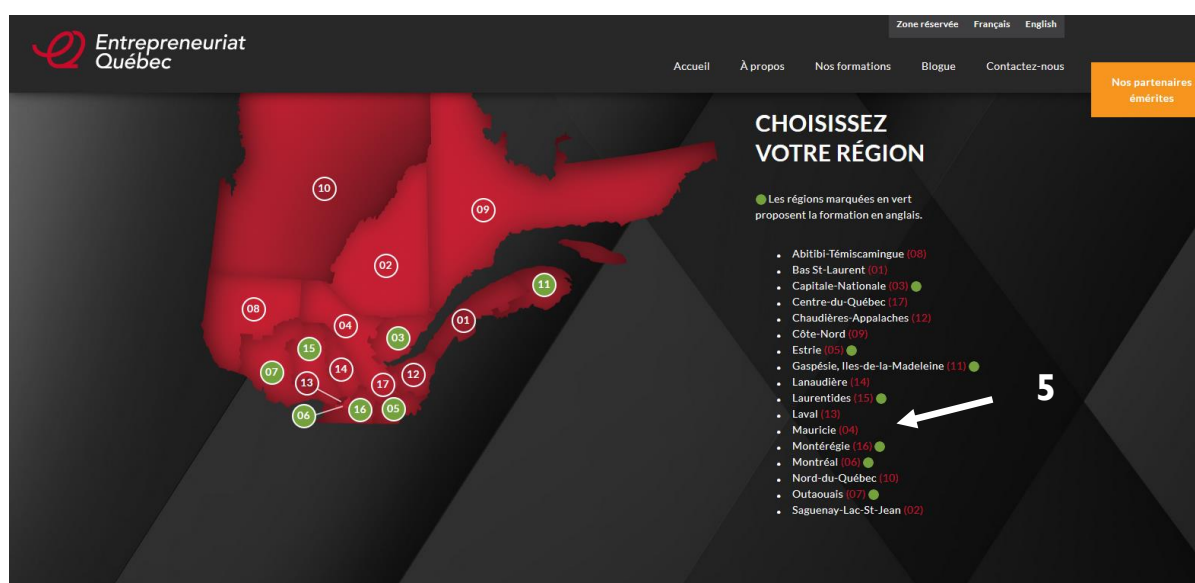 Zone réservée Français English
Entrepreneuriat
Québec
Accueil À propos Nos formations Blogue Contactez-nous
Nos partenaires
émérites
CHOISISSEZ
VOTRE RÉGION
Les régions marquées en vert
proposent la formation en anglais.
Abitibi-Témiscamingue (08)
Bas St-Laurent (01)
Capitale-Nationale (03)
Centre-du-Québec (17)
Chaudières-Appalaches (12)
Côte-Nord (09)
Estrie (05)
Gaspésie, Iles-de-la-Madeleine (11)
Lanaudière (14)
Laurentides (15)
Laval (13)
Mauricie (04)
Montérégie (16)
Montréal (06)
Nord-du-Québec (10)
Outaouais (07)
Saguenay-Lac-St-Jean (02)
5
10
09
02
11
08
04
01
03
15
14
07
13
12
17
06
16
05